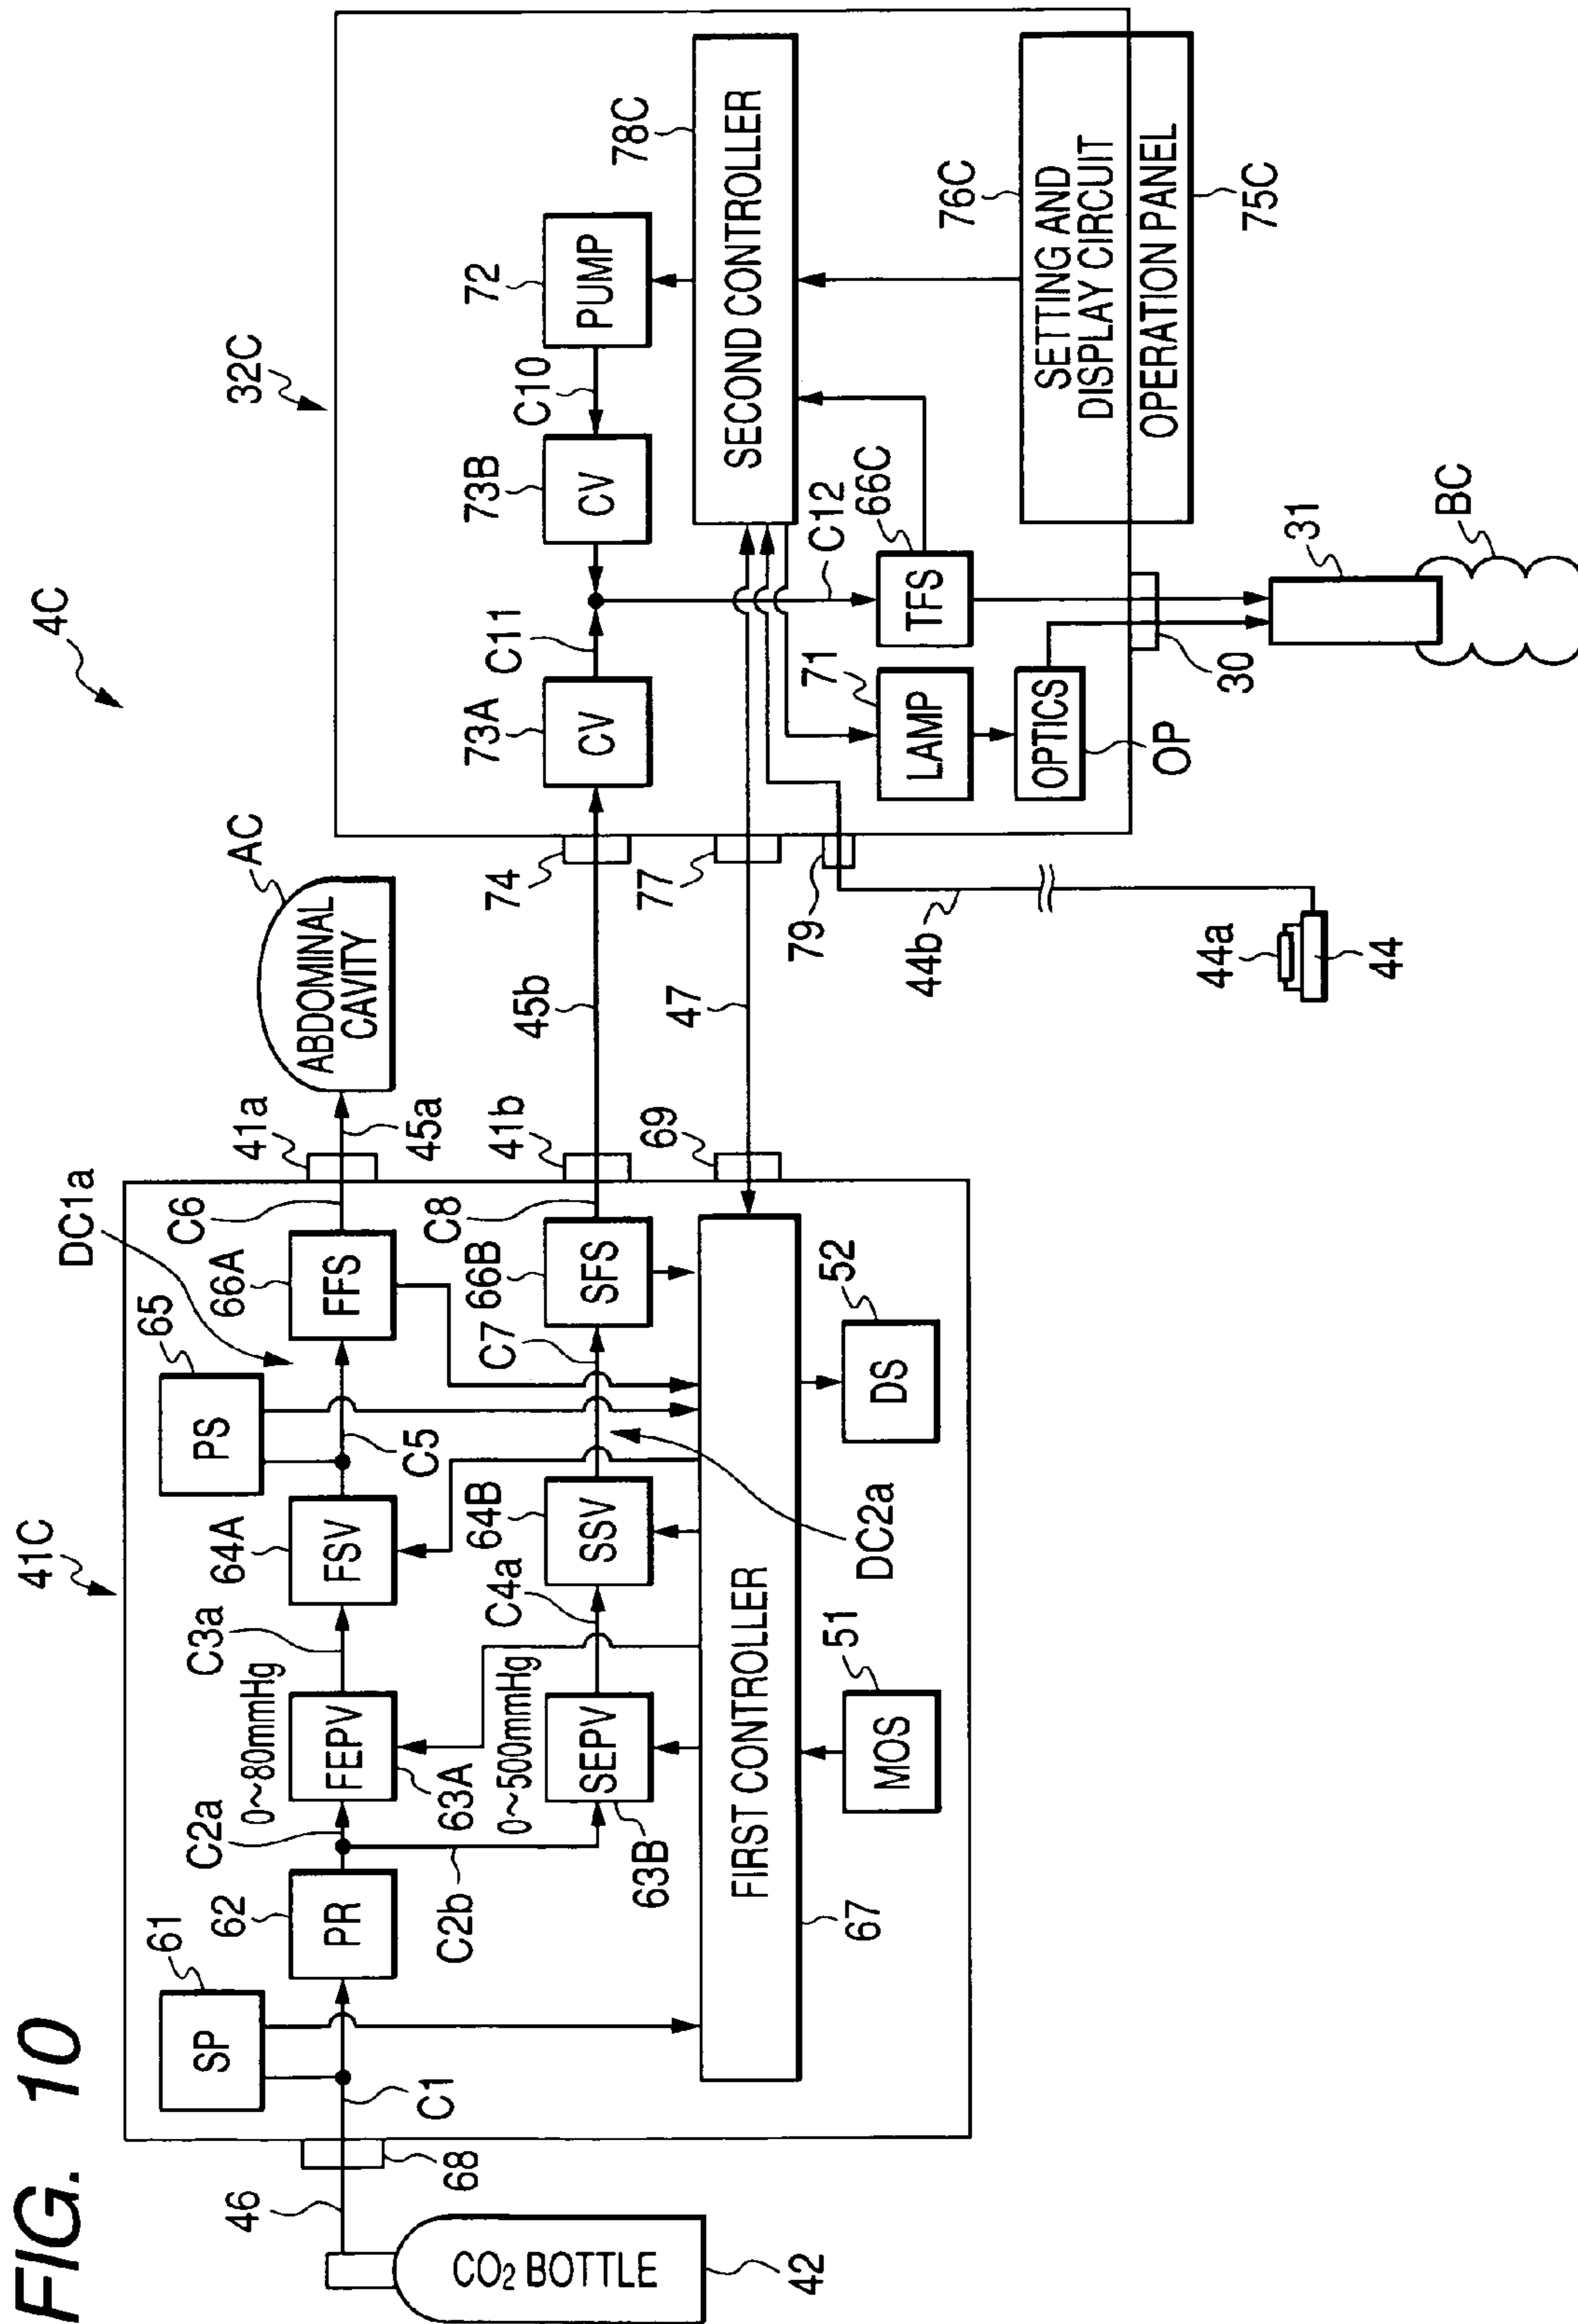 FIG. 10
4C
41C
32C
CO₂ BOTTLE
42
46
68
C1
SP
61
PR
62
C2a
C2b
0~80mmHg
FEPV
63A
C3a
FSV
64A
PS
65
C5
DC1a
FFS
66A
C6
41a
45a
ABDOMINAL
CAVITY
AC
0~500mmHg
SEPV
63B
C4a
SSV
64B
DC2a
C7
SFS
66B
C8
41b
45b
FIRST CONTROLLER
67
69
47
MOS
51
DS
52
74
77
79
44b
44a
44
CV
73A
C11
CV
73B
C10
PUMP
72
SECOND CONTROLLER
78C
C12
TFS
66C
LAMP
71
OPTICS
OP
30
31
BC
SETTING AND
DISPLAY CIRCUIT
76C
OPERATION PANEL
75C